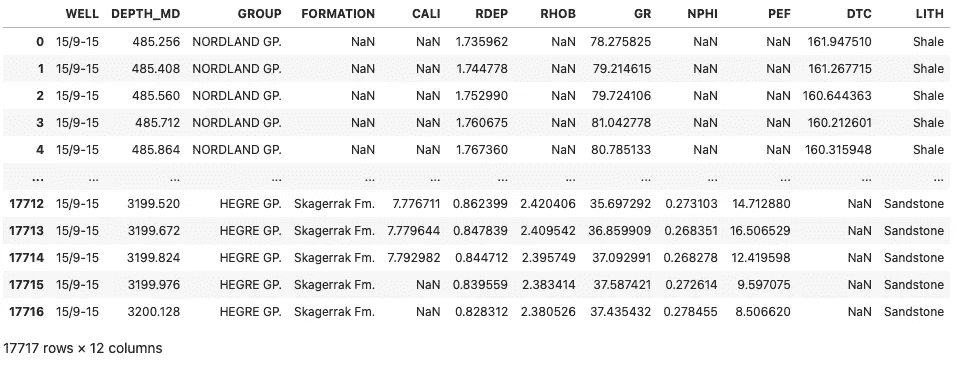 WELL DEPTH_MD GROUP FORMATION CALI RDEP RHOB GR NPHI PEF DTC LITH
0 15/9-15 485.256 NORDLAND GP. NaN NaN 1.735962 NaN 78.275825 NaN NaN 161.947510 Shale
1 15/9-15 485.408 NORDLAND GP. NaN NaN 1.744778 NaN 79.214615 NaN NaN 161.267715 Shale
2 15/9-15 485.560 NORDLAND GP. NaN NaN 1.752990 NaN 79.724106 NaN NaN 160.644363 Shale
3 15/9-15 485.712 NORDLAND GP. NaN NaN 1.760675 NaN 81.042778 NaN NaN 160.212601 Shale
4 15/9-15 485.864 NORDLAND GP. NaN NaN 1.767360 NaN 80.785133 NaN NaN 160.315948 Shale
... ... ... ... ... ... ... ... ... ... ... ... ...
17712 15/9-15 3199.520 HEGRE GP. Skagerrak Fm. 7.776711 0.862399 2.420406 35.697292 0.273103 14.712880 NaN Sandstone
17713 15/9-15 3199.672 HEGRE GP. Skagerrak Fm. 7.779644 0.847839 2.409542 36.859909 0.268351 16.506529 NaN Sandstone
17714 15/9-15 3199.824 HEGRE GP. Skagerrak Fm. 7.792982 0.844712 2.395749 37.092991 0.268278 12.419598 NaN Sandstone
17715 15/9-15 3199.976 HEGRE GP. Skagerrak Fm. NaN 0.839559 2.383414 37.587421 0.272614 9.597075 NaN Sandstone
17716 15/9-15 3200.128 HEGRE GP. Skagerrak Fm. NaN 0.828312 2.380526 37.435432 0.278455 8.506620 NaN Sandstone
17717 rows × 12 columns